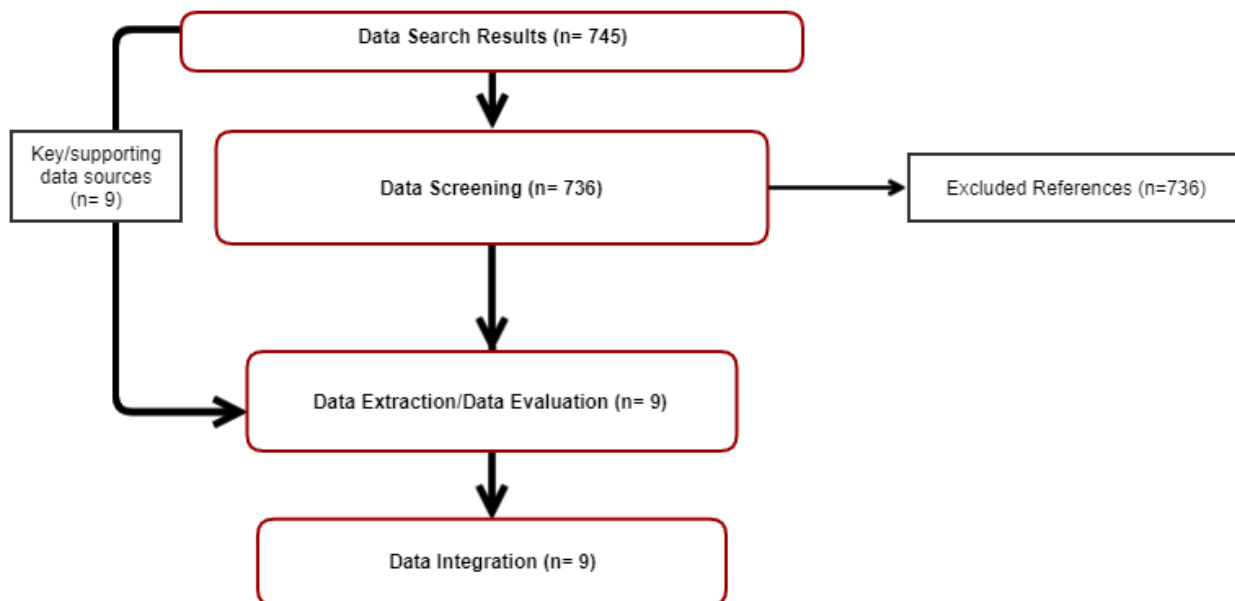 Data Search Results (n= 745)
Key/supporting
data sources
(n= 9)
Data Screening (n= 736)
Excluded References (n=736)
Data Extraction/Data Evaluation (n= 9)
Data Integration (n= 9)